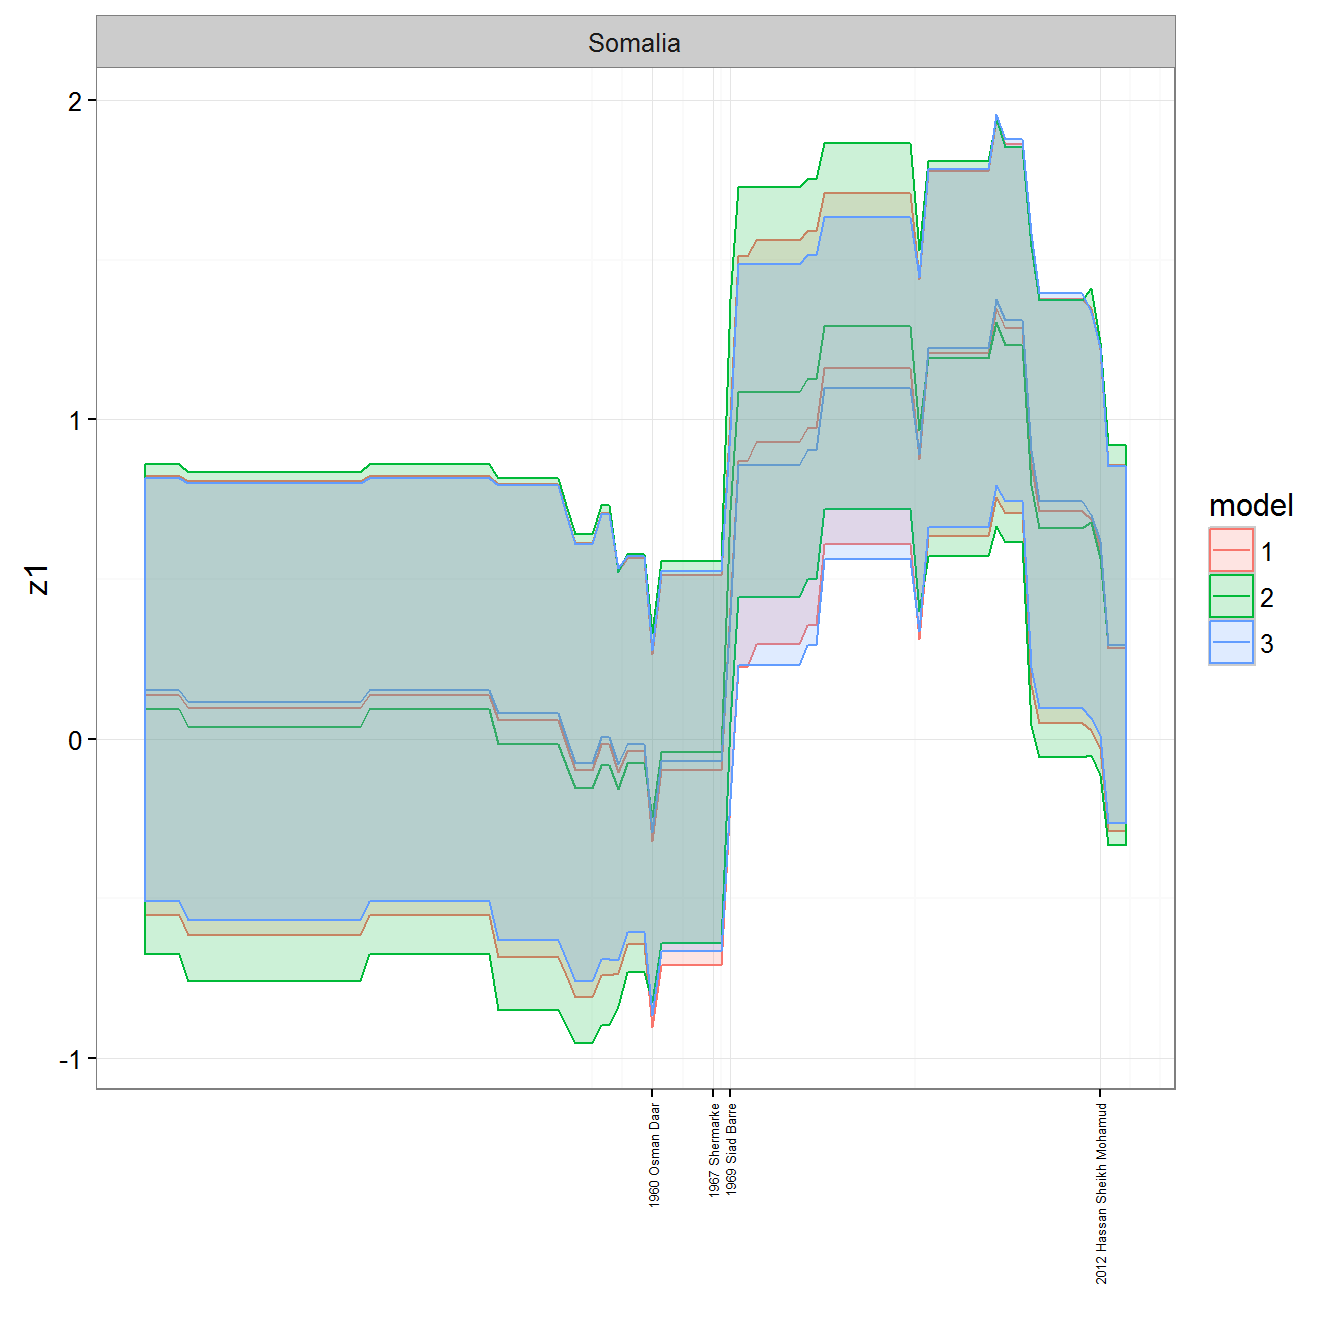 Somalia
z1
2
1
0
-1
1960 Osman Daar
1967 Shermarke
1969 Siad Barre
2012 Hassan Sheikh Mohamud
model
1
2
3